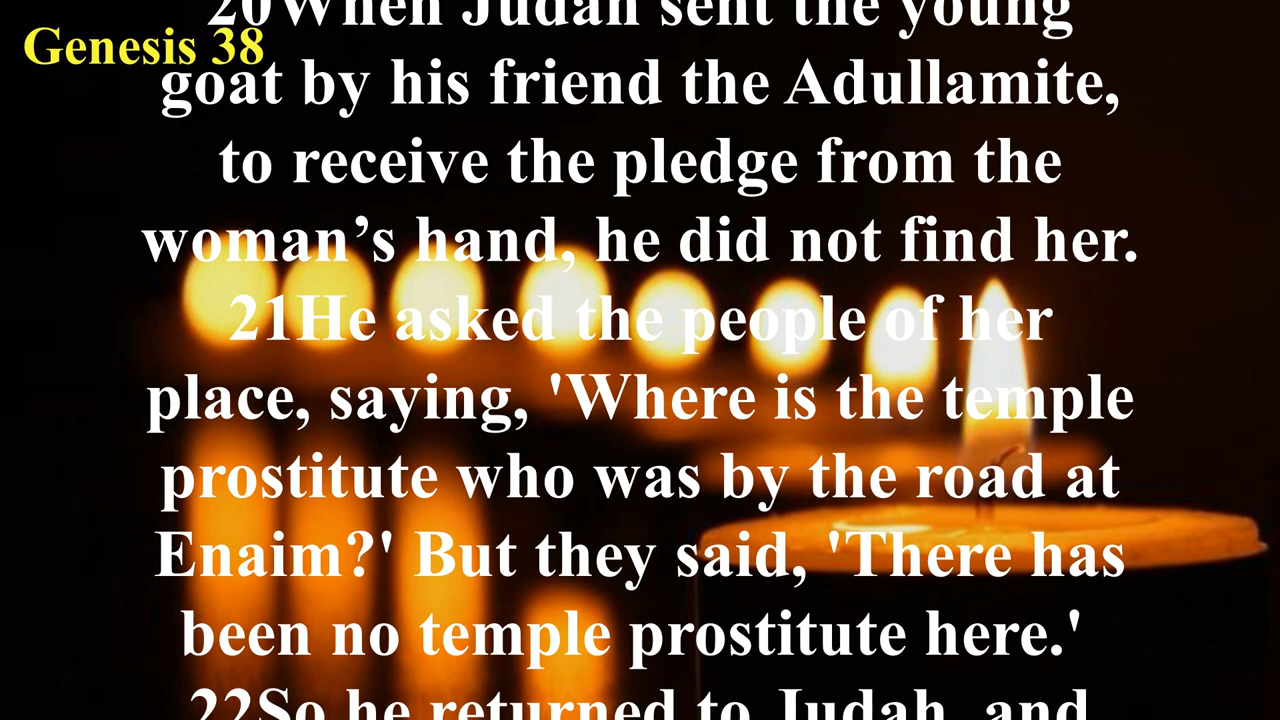 20When Judah sent the young
Genesis 38
goat by his friend the Adullamite,
to receive the pledge from the
woman’s hand, he did not find her.
21He asked the people of her
place, saying, 'Where is the temple
prostitute who was by the road at
Enaim?' But they said, 'There has
been no temple prostitute here.'
22So he returned to Judah, and